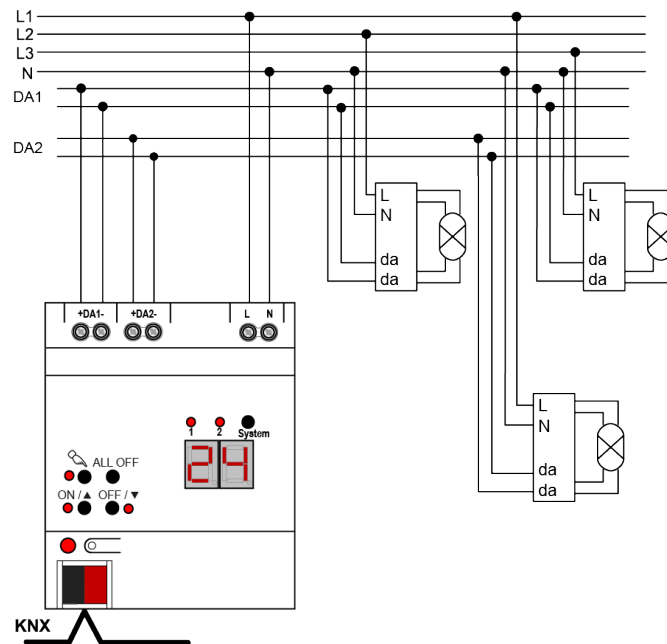 L1
L2
L3
N
DA1
DA2
L
N
da
da
L
N
da
da
+DA1-
+DA2-
L
N
1
2
System
24
ALL OFF
ON / ▲
OFF / ▼
L
N
da
da
KNX